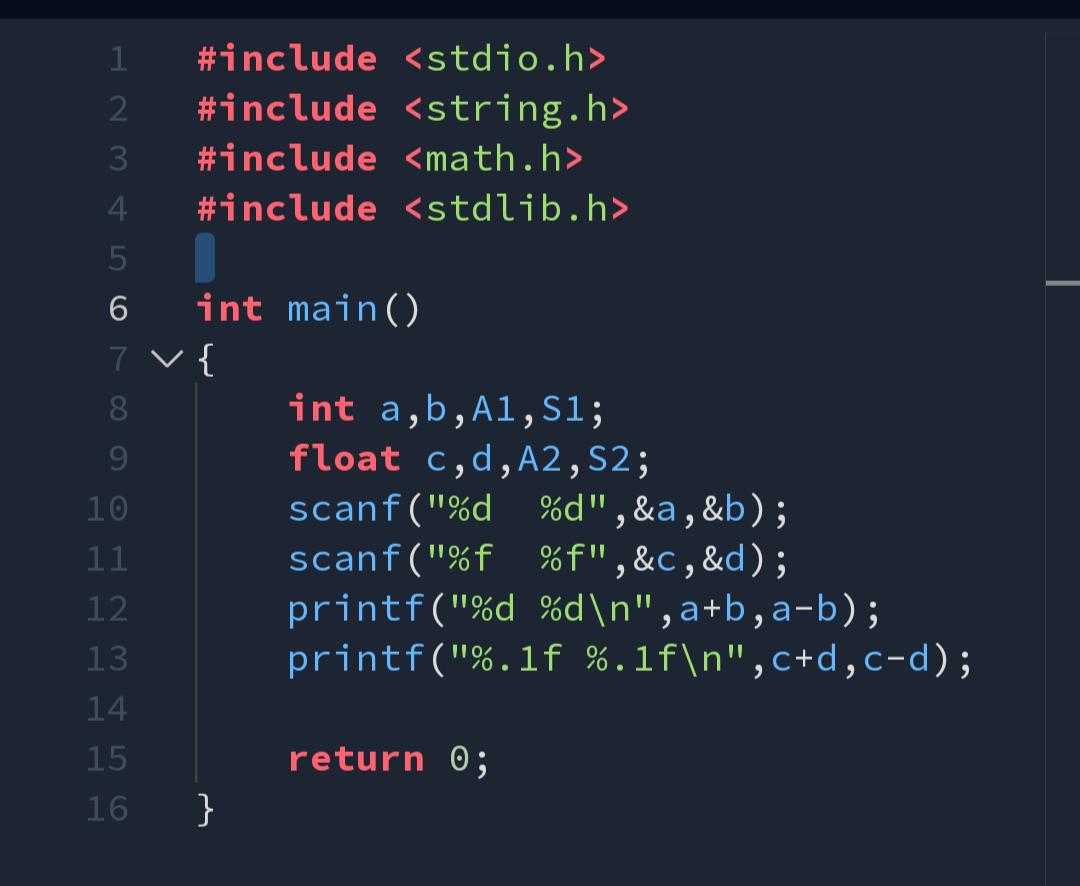 1 #include <stdio.h>
2 #include <string.h>
3 #include <math.h>
4 #include <stdlib.h>
5
6 int main()
7 {
8     int a,b,A1,S1;
9     float c,d,A2,S2;
10     scanf("%d  %d",&a,&b);
11     scanf("%f  %f",&c,&d);
12     printf("%d %d\n",a+b,a-b);
13     printf("%.1f %.1f\n",c+d,c-d);
14
15     return 0;
16 }